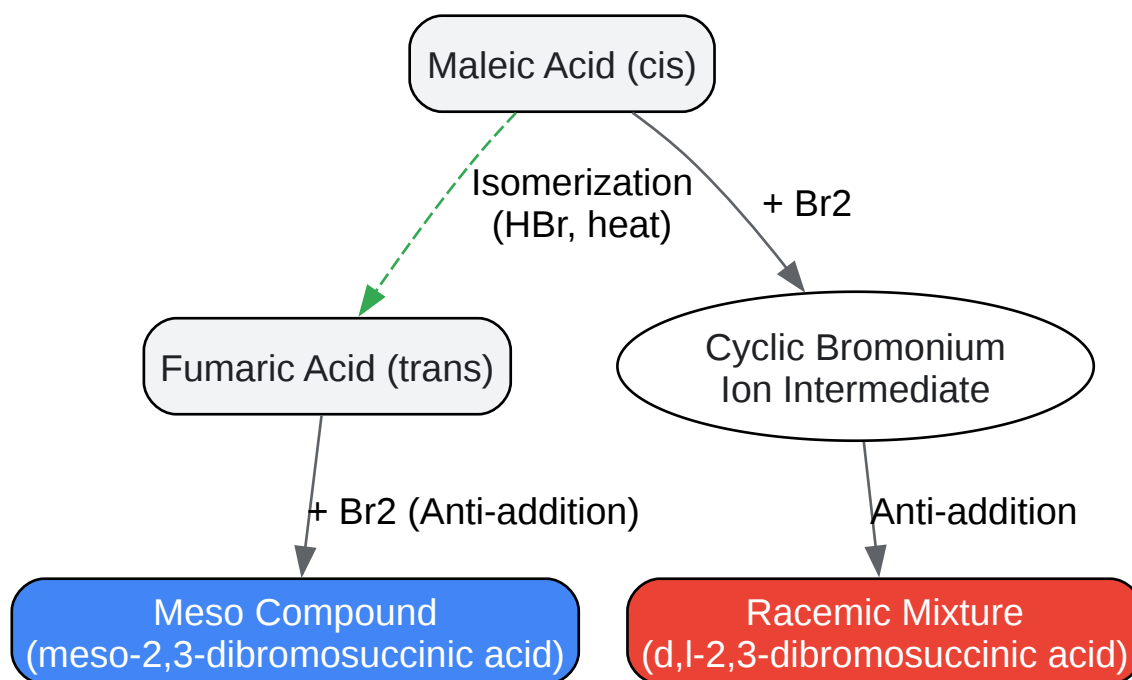 Maleic Acid (cis)
Isomerization
(HBr, heat)
+ Br2
Fumaric Acid (trans)
Cyclic Bromonium
Ion Intermediate
+ Br2 (Anti-addition)
Anti-addition
Meso Compound
(meso-2,3-dibromosuccinic acid)
Racemic Mixture
(d,l-2,3-dibromosuccinic acid)